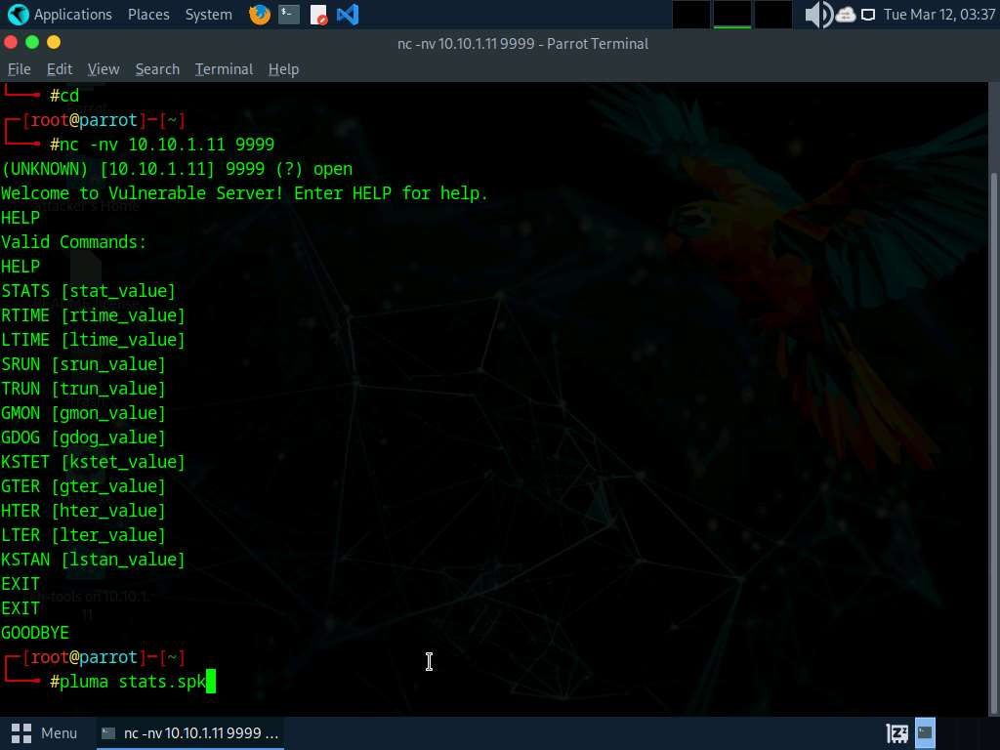 Applications Places System Tue Mar 12, 03:37
nc -nv 10.10.1.11 9999 - Parrot Terminal
File Edit View Search Terminal Help
#cd
[root@parrot]-[~]
#nc -nv 10.10.1.11 9999
(UNKNOWN) [10.10.1.11] 9999 (?) open
Welcome to Vulnerable Server! Enter HELP for help.
HELP
Valid Commands:
HELP
STATS [stat_value]
RTIME [rtime_value]
LTIME [ltime_value]
SRUN [srun_value]
TRUN [trun_value]
GMON [gmon_value]
GDOG [gdog_value]
KSTET [kstet_value]
GTER [gter_value]
HTER [hter_value]
LTER [lter_value]
KSTAN [lstan_value]
EXIT
EXIT
GOODBYE
[root@parrot]-[~]
#pluma stats.spk
Menu nc -nv 10.10.1.11 9999 ...